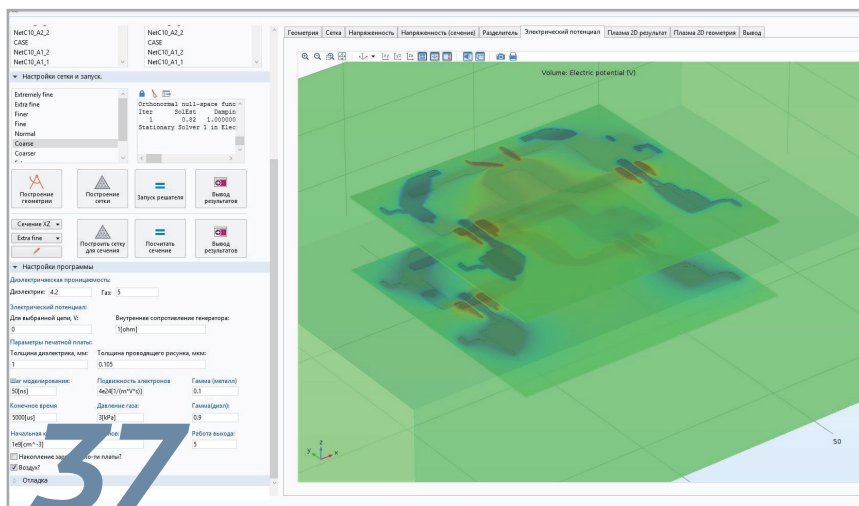 Геометрия Сетка Напряженность Напряженность (сечение) Разделитель Электрический потенциал Плазма 2D результат Плазма 2D геометрия Вывод
NetC10_A2_2 NetC10_A2_2
CASE CASE
NetC10_A1_2 NetC10_A1_2
NetC10_A1_1 NetC10_A1_1
Настройки сетки и запуск.
Extremely fine
Extra fine
Finer
Fine
Normal
Coarse
Coarser
Orthonormal null-space func
Iter SolEst Dampin
1 0.82 1.000000
Stationary Solver 1 in Elec
Построение геометрии
Построение сетки
Запуск решателя
Вывод результатов
Сечение XZ
Extra fine
Построить сетку для сечения
Посчитать сечение
Вывод результатов
Настройки программы
Диэлектрическая проницаемость:
Диэлектрик: 4.2 Газ: 5
Электрический потенциал:
Для выбранной цепи, V: Внутреннее сопротивление генератора:
0 1[ohm]
Параметры печатной платы:
Толщина диэлектрика, мм: Толщина проводящего рисунка, мкм:
1 0.105
Шаг моделирования: Подвижность электронов Гамма (металл)
50[ns] 4e24[1/(m*V*s)] 0.1
Конечное время Давление газа: Гамма(диэл):
5000[us] 3[kPa] 0.9
Начальная Работа выхода:
1e9[cm^-3] 5
Накопление
ти платы?
Воздух?
Отладка
37
Volume: Electric potential (V)
50
z
y
x